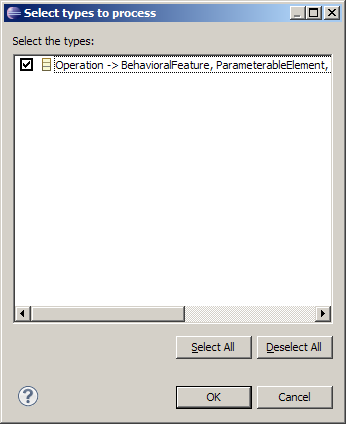 Select types to process
Select the types:
Operation -> BehavioralFeature, ParameterableElement,
Select All
Deselect All
?
OK
Cancel